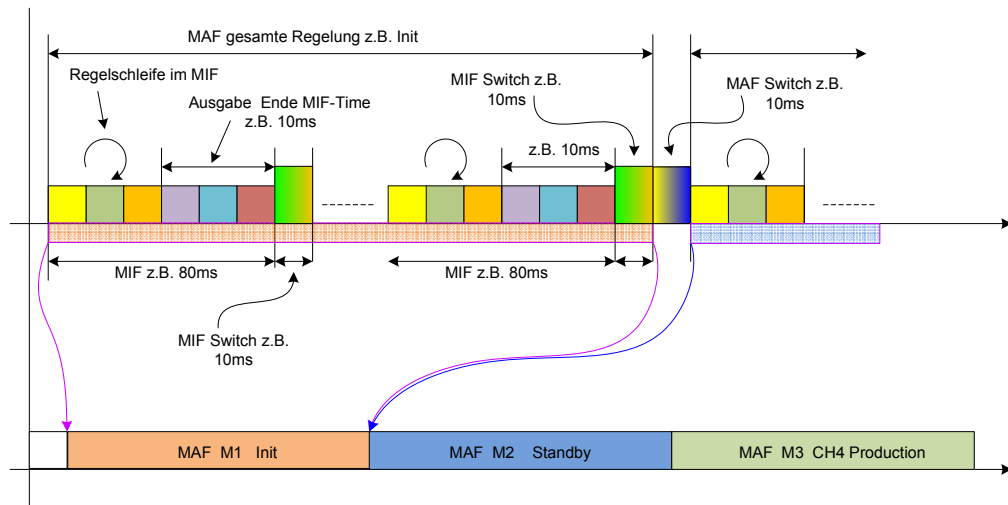 MAF gesamte Regelung z.B. Init
Regelschleife im MIF
Ausgabe Ende MIF-Time
z.B. 10ms
MIF Switch z.B.
10ms
MAF Switch z.B.
10ms
z.B. 10ms
MIF z.B. 80ms
MIF z.B. 80ms
MIF Switch z.B.
10ms
MAF M1 Init
MAF M2 Standby
MAF M3 CH4 Production